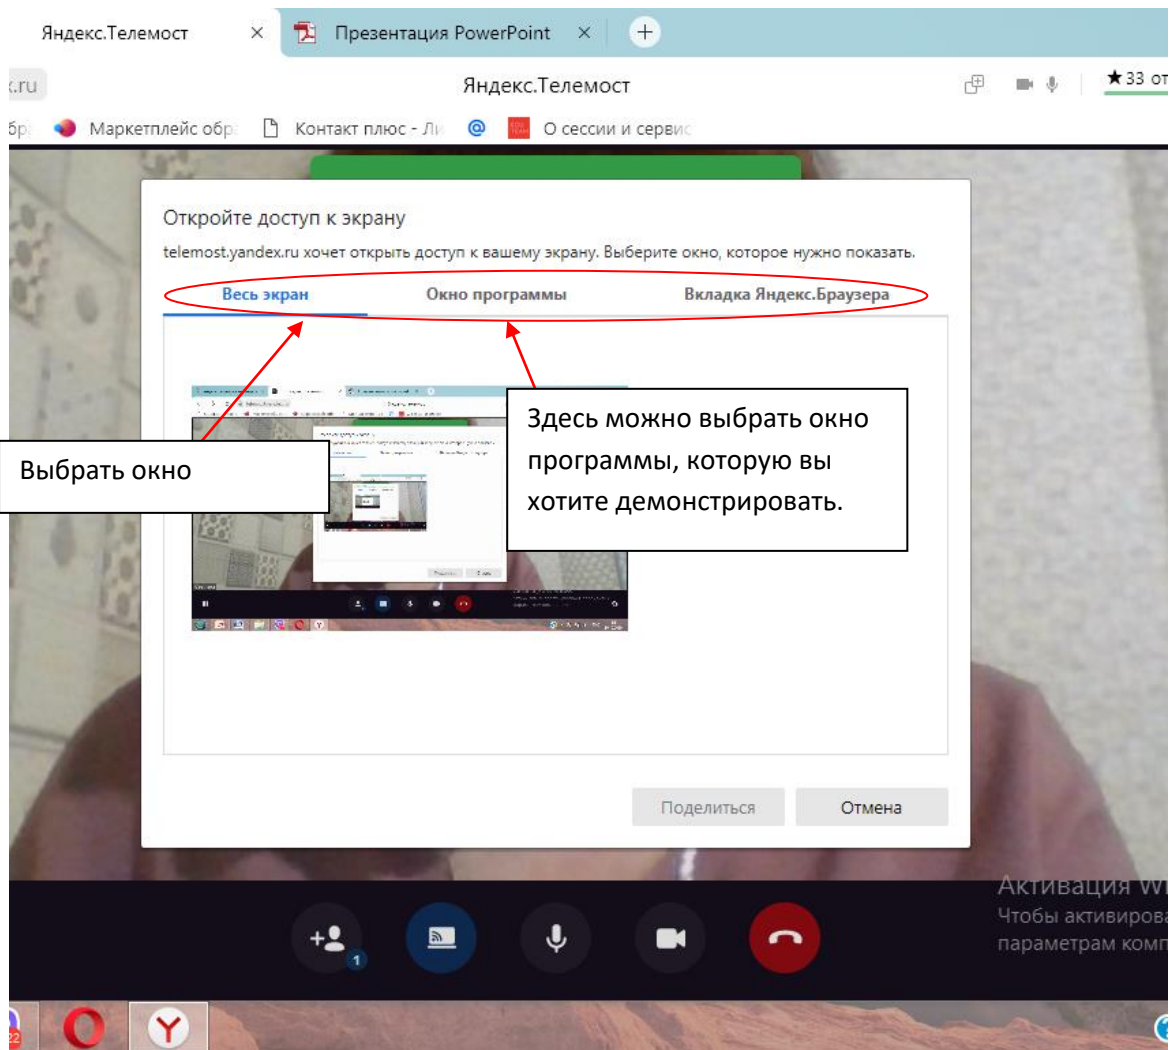 Яндекс.Телемост
Презентация PowerPoint
Яндекс.Телемост
33
Маркетплейс обр
Контакт плюс - Ли
О сессии и сервис
Откройте доступ к экрану
telemost.yandex.ru хочет открыть доступ к вашему экрану. Выберите окно, которое нужно показать.
Весь экран
Окно программы
Вкладка Яндекс.Браузера
Выбрать окно
Здесь можно выбрать окно
программы, которую вы
хотите демонстрировать.
Поделиться
Отмена
1
Активация
Чтобы активирова
параметрам комп
22